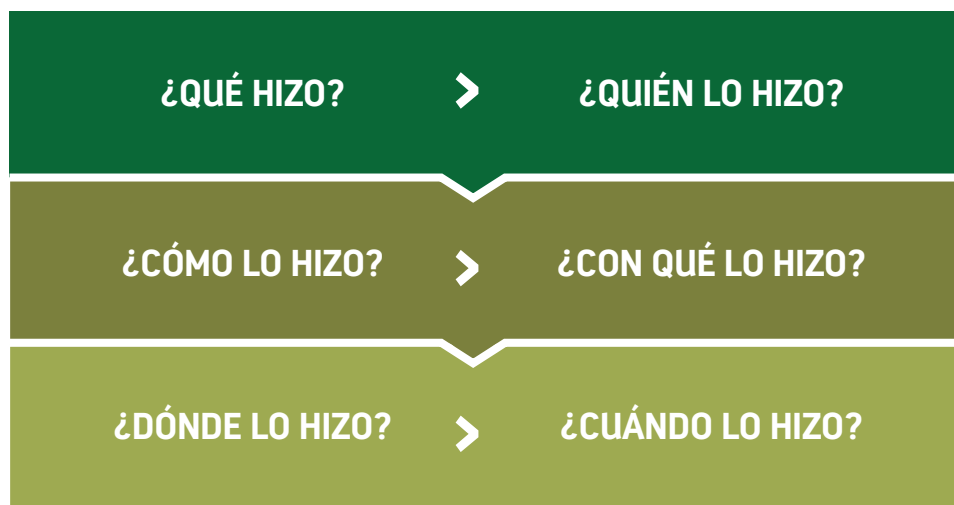 ¿QUÉ HIZO? > ¿QUIÉN LO HIZO?
¿CÓMO LO HIZO? > ¿CON QUÉ LO HIZO?
¿DÓNDE LO HIZO? > ¿CUÁNDO LO HIZO?